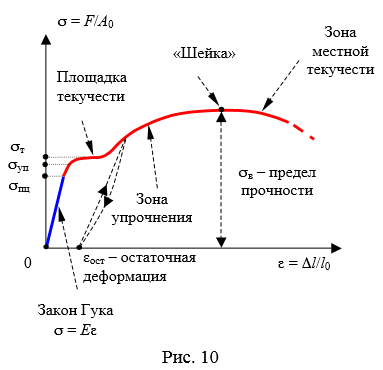 σ = F/A₀
«Шейка»
Зона
местной
текучести
Площадка
текучести
σт
σуп
σпц
σв – предел
прочности
Зона
упрочнения
0
εост – остаточная
деформация
ε = Δl/l₀
Закон Гука
σ = Eε
Рис. 10